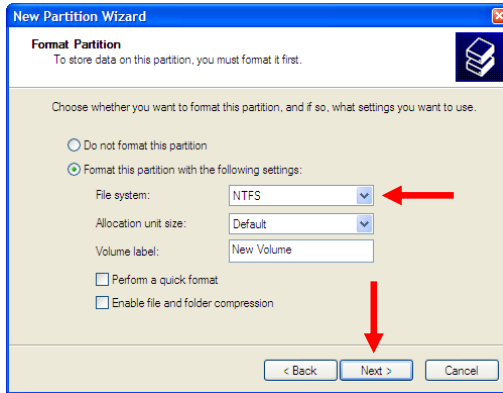 New Partition Wizard
Format Partition
To store data on this partition, you must format it first.
Choose whether you want to format this partition, and if so, what settings you want to use.
Do not format this partition
Format this partition with the following settings:
File system: NTFS
Allocation unit size: Default
Volume label: New Volume
Perform a quick format
Enable file and folder compression
< Back Next > Cancel